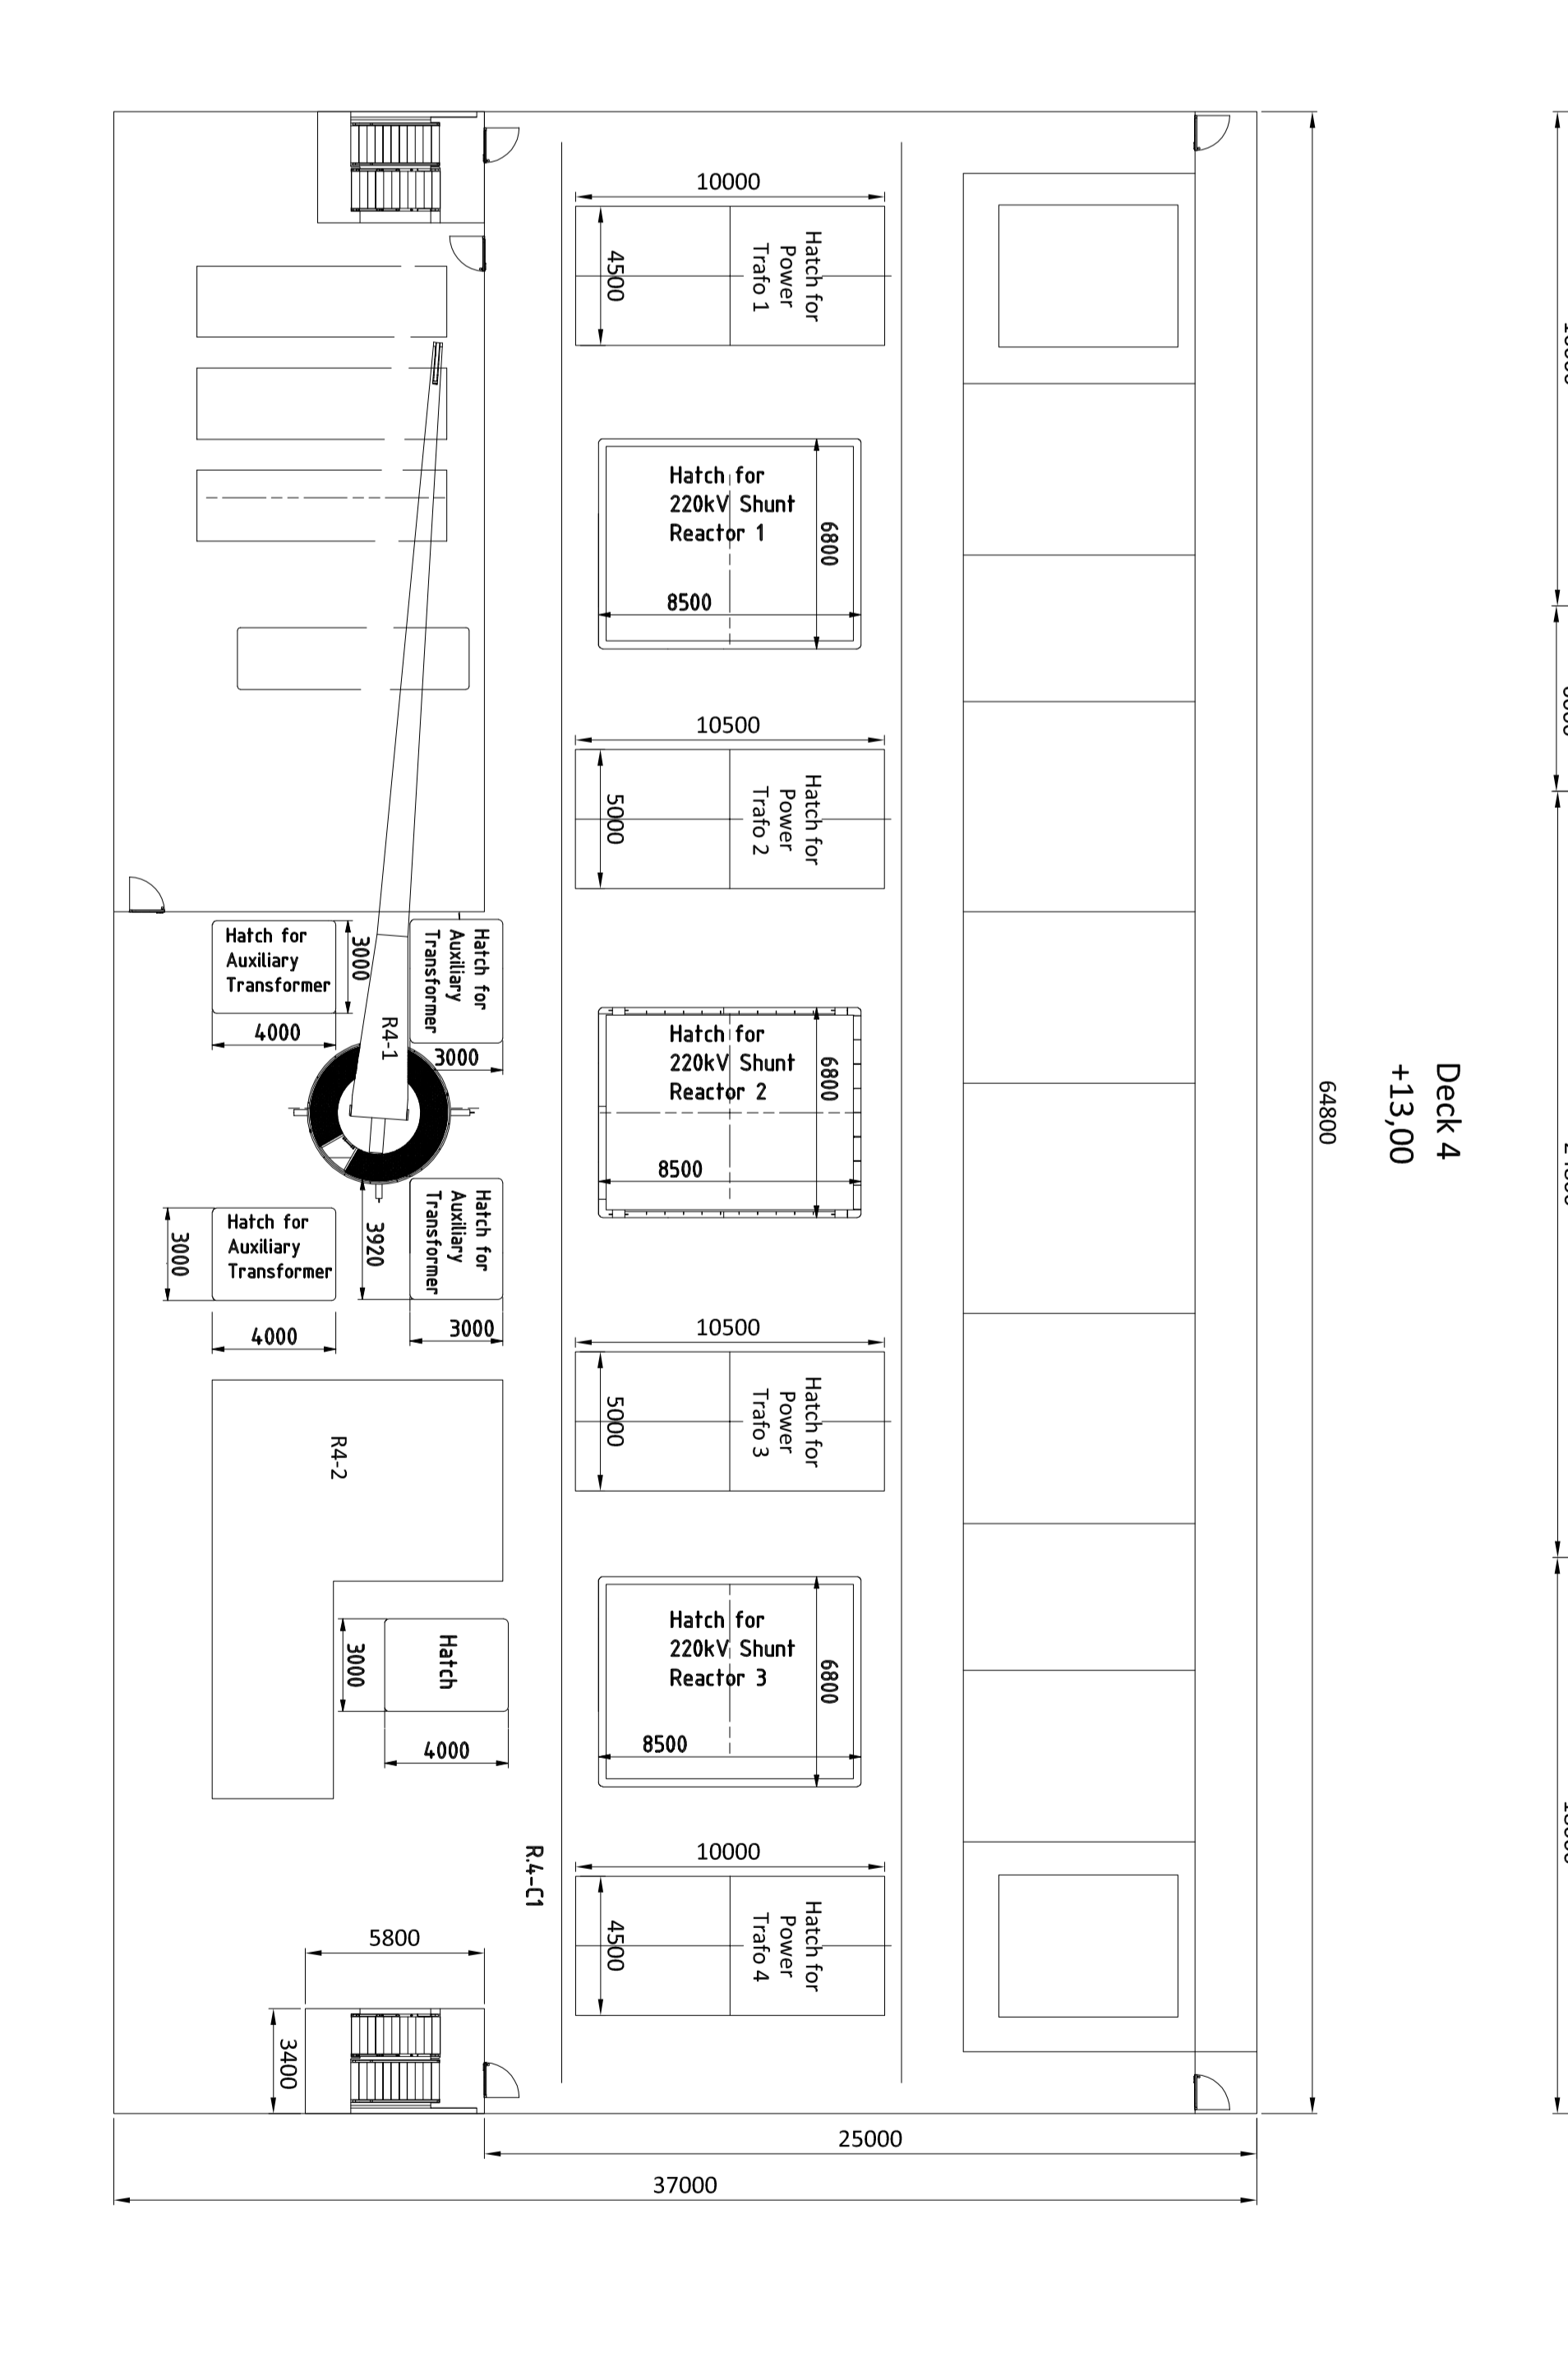 10000
4500
Hatch for
Power
Trafo 1
Hatch for
220kV Shunt
Reactor 1
6800
8500
10500
5000
Hatch for
Power
Trafo 2
Hatch for
Auxiliary
Transformer
3000
4000
Hatch for
Auxiliary
Transformer
3000
R4-1
Hatch for
220kV Shunt
Reactor 2
6800
8500
Deck 4
+13,00
64800
Hatch for
Auxiliary
Transformer
3000
4000
3920
Hatch for
Auxiliary
Transformer
3000
10500
5000
Hatch for
Power
Trafo 3
R4-2
Hatch
3000
4000
Hatch for
220kV Shunt
Reactor 3
6800
8500
R.4-C1
10000
4500
Hatch for
Power
Trafo 4
5800
3400
25000
37000